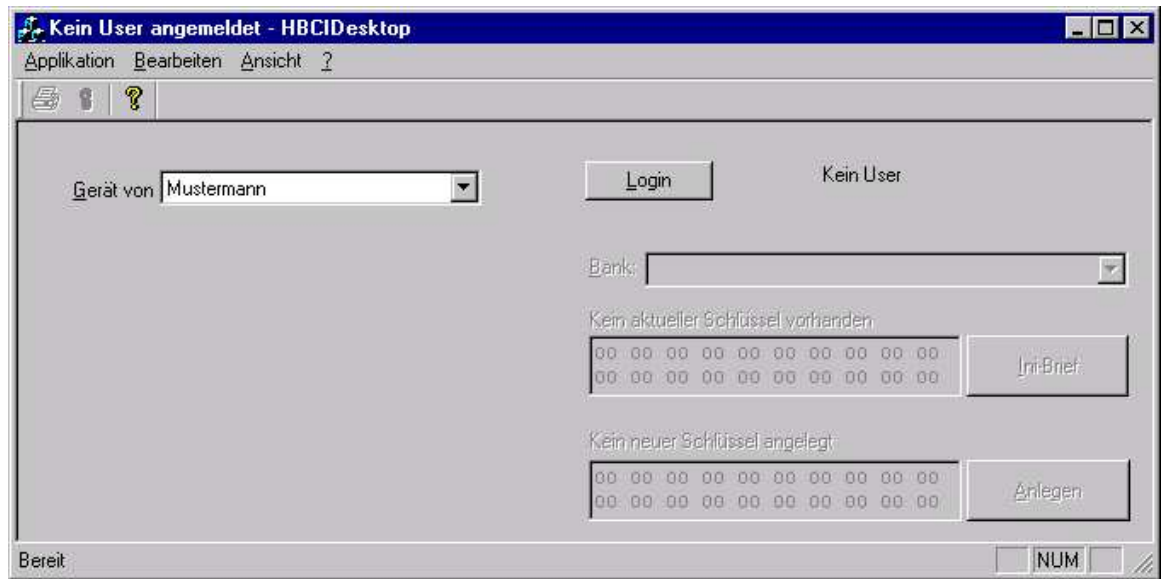 Kein User angemeldet - HBCIDesktop
Applikation Bearbeiten Ansicht ?
Gerät von Mustermann
Login
Kein User
Bank:
Kein aktueller Schlüssel vorhanden
00 00 00 00 00 00 00 00 00 00
00 00 00 00 00 00 00 00 00 00
Ini-Brief
Kein neuer Schlüssel angelegt
00 00 00 00 00 00 00 00 00 00
00 00 00 00 00 00 00 00 00 00
Anlegen
Bereit
NUM